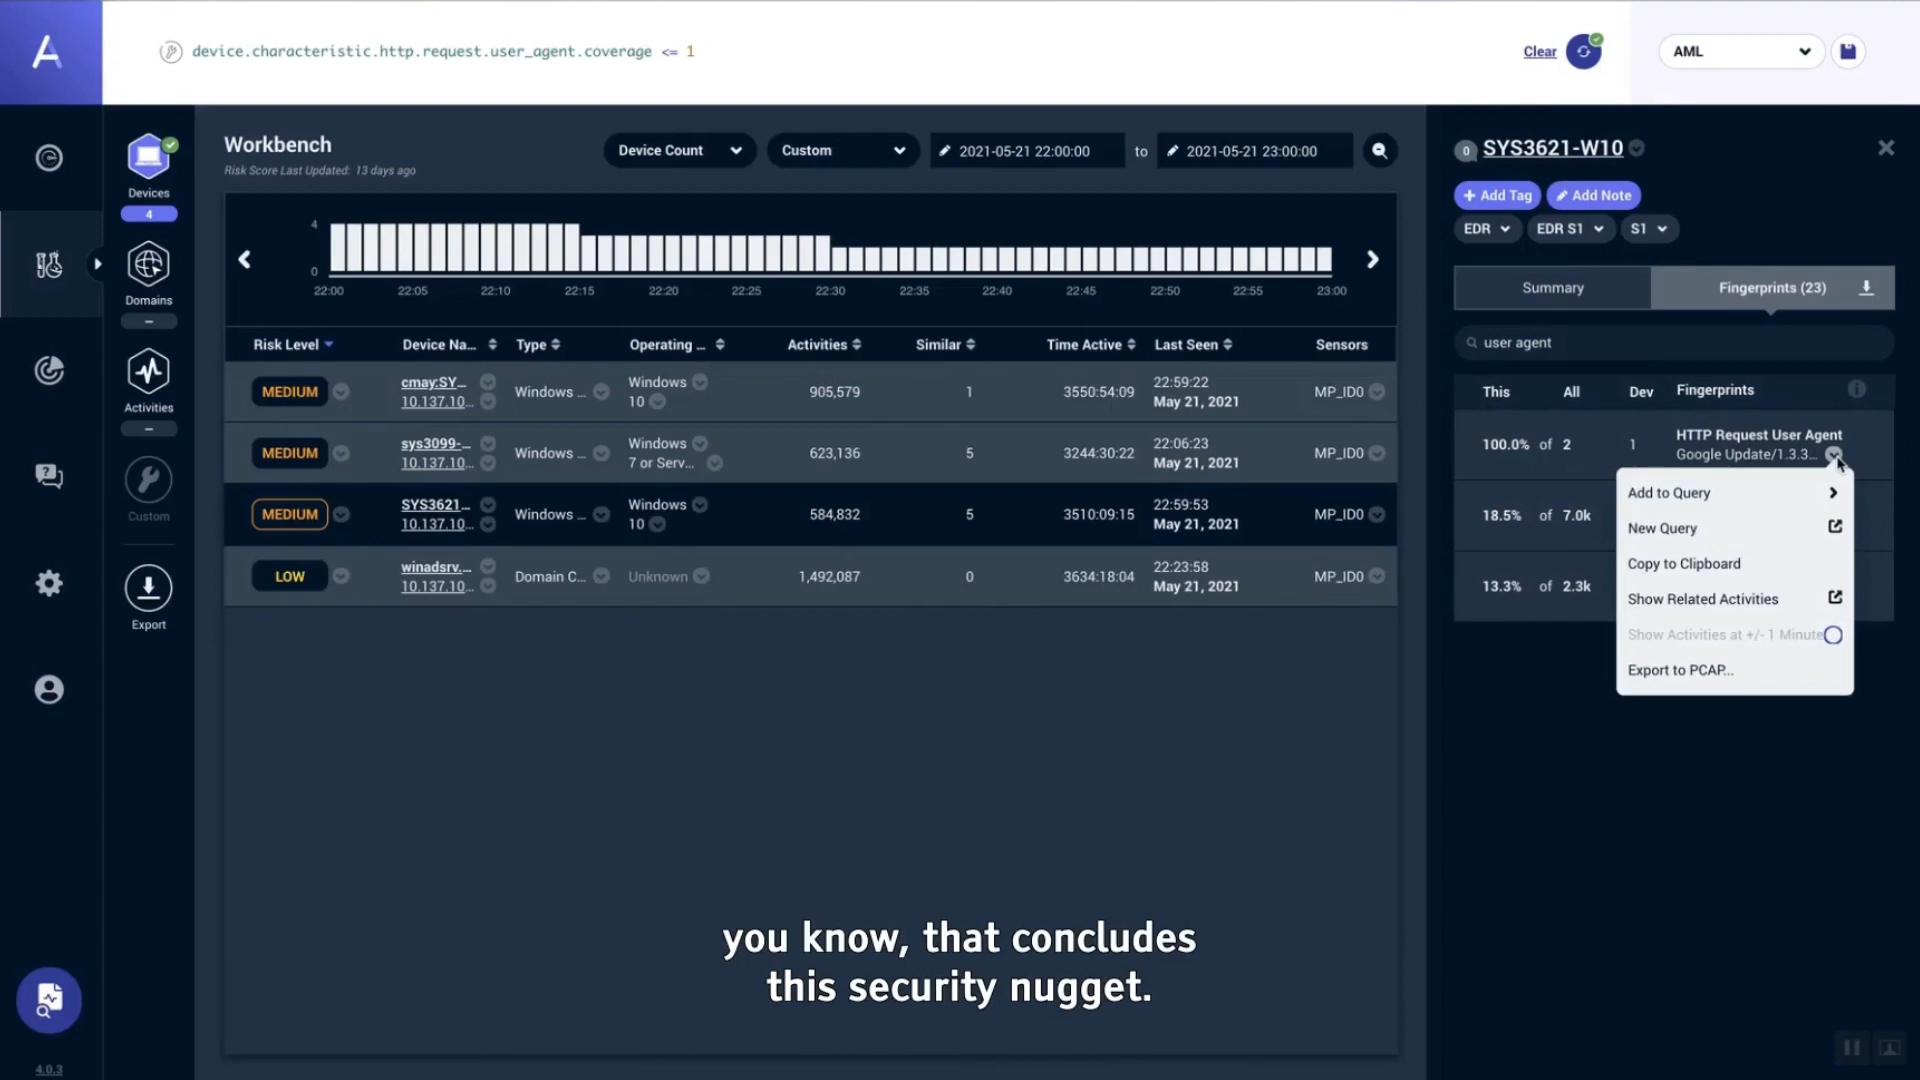 device.characteristic.http.request.user_agent.coverage <= 1
Clear
AML
Workbench
Risk Score Last Updated: 13 days ago
Device Count
Custom
2021-05-21 22:00:00
to
2021-05-21 23:00:00
Devices
4
Domains
–
Activities
–
Custom
Export
4.0.3
4
0
22:00 22:05 22:10 22:15 22:20 22:25 22:30 22:35 22:40 22:45 22:50 22:55 23:00
Risk Level Device Na... Type Operating ... Activities Similar Time Active Last Seen Sensors
MEDIUM cmay:SY... Windows ... Windows 905,579 1 3550:54:09 22:59:22 MP_ID0
10.137.10... 10 May 21, 2021
MEDIUM sys3099-... Windows ... Windows 623,136 5 3244:30:22 22:06:23 MP_ID0
10.137.10... 7 or Serv... May 21, 2021
MEDIUM SYS3621... Windows ... Windows 584,832 5 3510:09:15 22:59:53 MP_ID0
10.137.10... 10 May 21, 2021
LOW winadsrv.... Domain C... Unknown 1,492,087 0 3634:18:04 22:23:58 MP_ID0
10.137.10... May 21, 2021
0 SYS3621-W10
+ Add Tag
Add Note
EDR
EDR S1
S1
Summary
Fingerprints (23)
user agent
This All Dev Fingerprints
100.0% of 2 1 HTTP Request User Agent
Google Update/1.3.3...
18.5% of 7.0k
13.3% of 2.3k
Add to Query
New Query
Copy to Clipboard
Show Related Activities
Show Activities at +/- 1 Minute
Export to PCAP...
you know, that concludes
this security nugget.